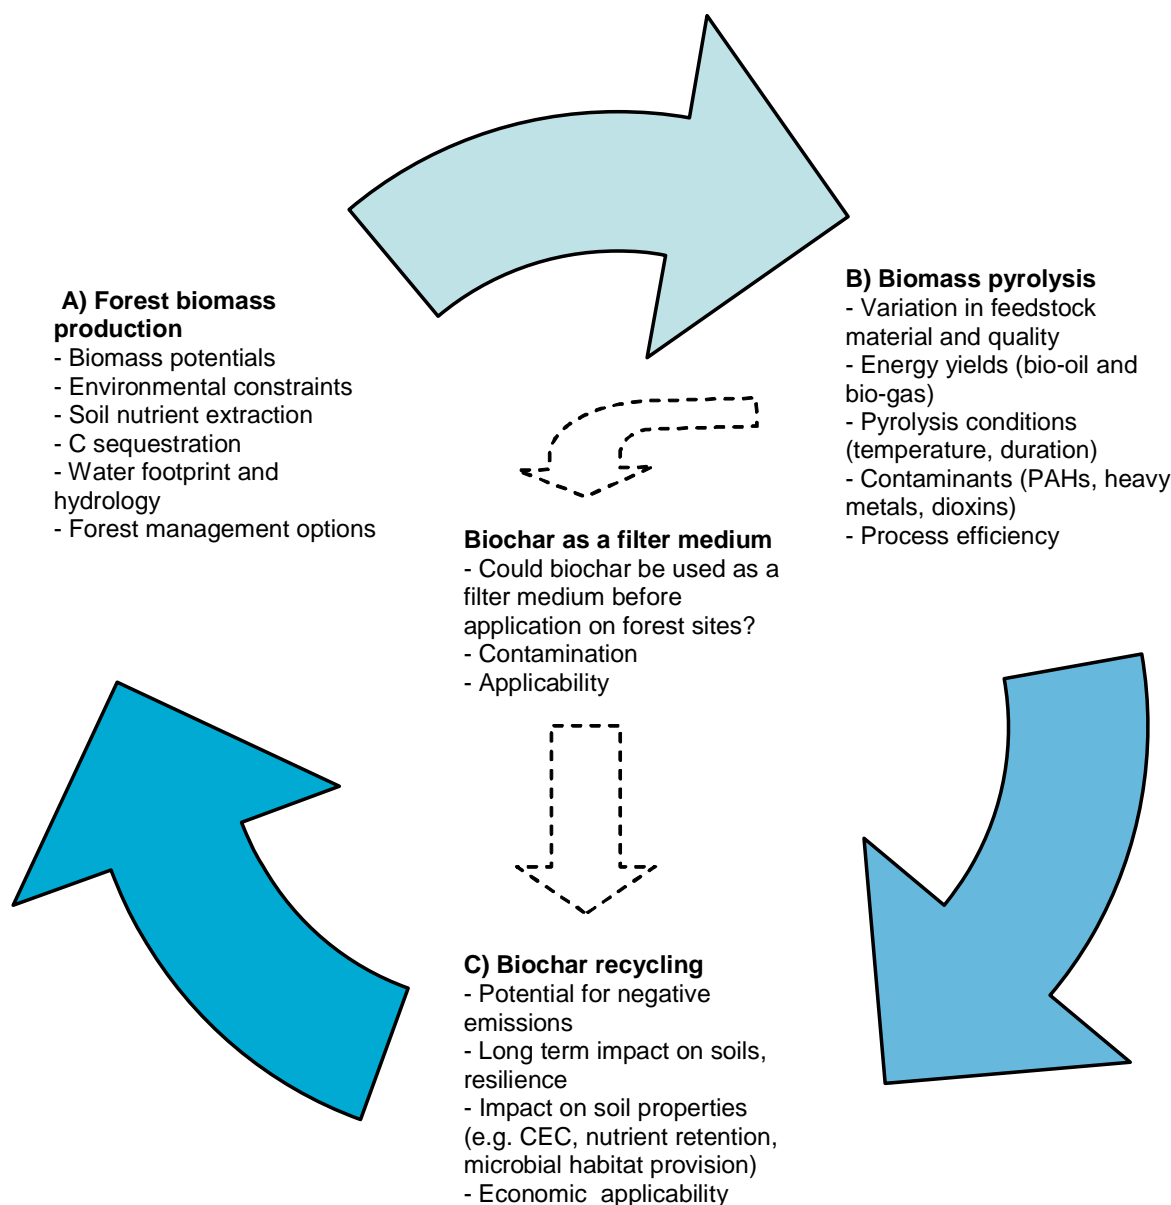 A) Forest biomass
production
- Biomass potentials
- Environmental constraints
- Soil nutrient extraction
- C sequestration
- Water footprint and
hydrology
- Forest management options
B) Biomass pyrolysis
- Variation in feedstock
material and quality
- Energy yields (bio-oil and
bio-gas)
- Pyrolysis conditions
(temperature, duration)
- Contaminants (PAHs, heavy
metals, dioxins)
- Process efficiency
Biochar as a filter medium
- Could biochar be used as a
filter medium before
application on forest sites?
- Contamination
- Applicability
C) Biochar recycling
- Potential for negative
emissions
- Long term impact on soils,
resilience
- Impact on soil properties
(e.g. CEC, nutrient retention,
microbial habitat provision)
- Economic applicability